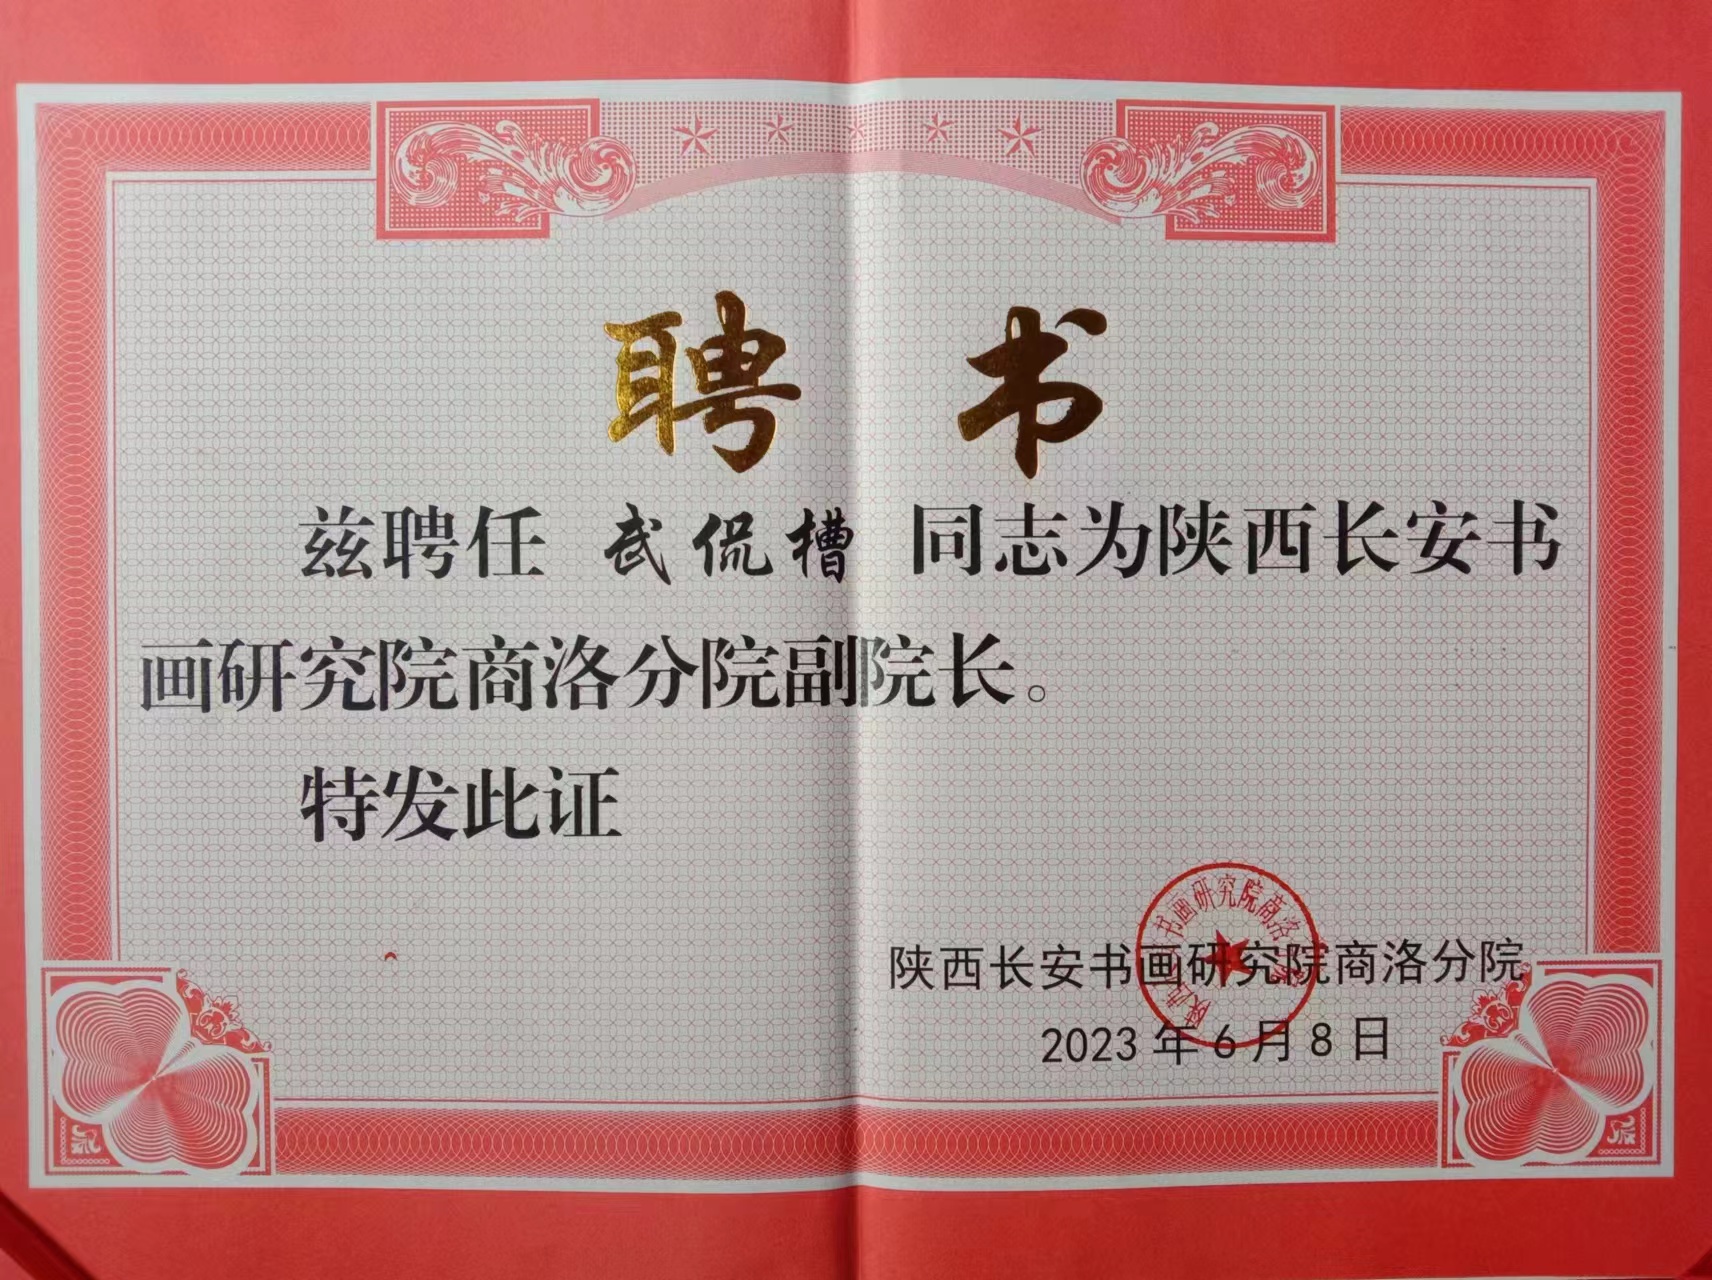 聘书
兹聘任 武侃槽 同志为陕西长安书
画研究院商洛分院副院长。
特发此证
陕西长安书画研究院商洛分院
2023年6月8日